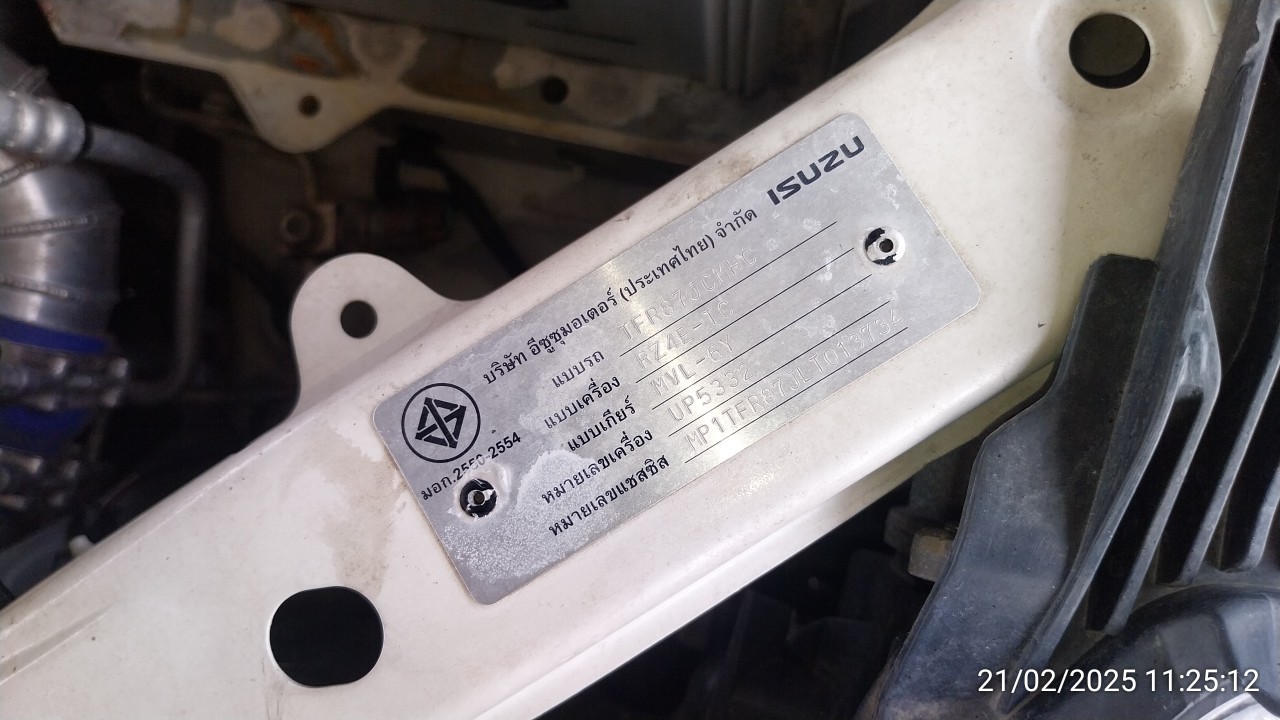 ISUZU
บริษัท อีซูซุมอเตอร์ (ประเทศไทย) จำกัด
แบบรถ TFR87JCKPC
แบบเครื่อง RZ4E-TC
แบบเกียร์ MVL-6Y
หมายเลขเครื่อง UP5332
หมายเลขแชสซิส MP1TFR87JLT013752
มอก.2550-2554
21/02/2025 11:25:12